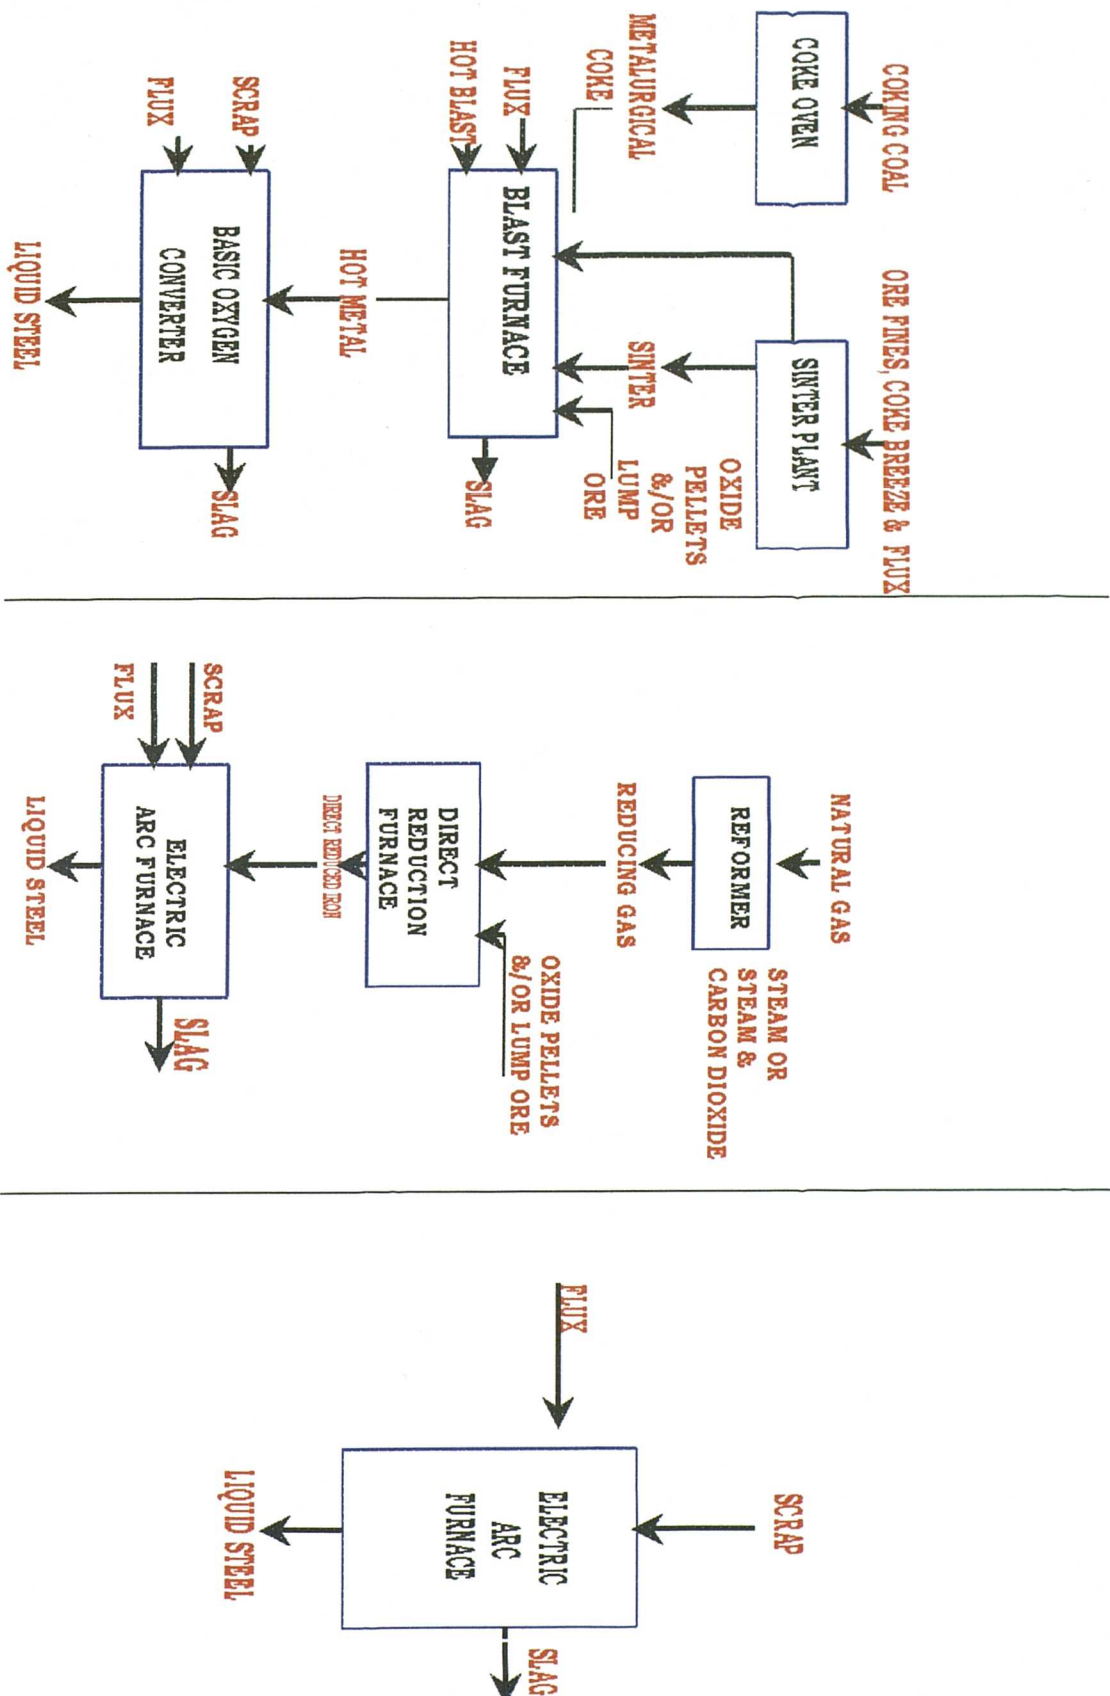 COKING COAL
COKE OVEN
METALURGICAL
COKE
ORE FINES, COKE BREEZE & FLUX
SINTER PLANT
SINTER
OXIDE
PELLETS
&/OR
LUMP
ORE
FLUX
HOT BLAST
BLAST FURNACE
SLAG
HOT METAL
SCRAP
FLUX
BASIC OXYGEN
CONVERTER
SLAG
LIQUID STEEL
NATURAL GAS
REFORMER
STEAM OR
STEAM &
CARBON DIOXIDE
REDUCING GAS
OXIDE PELLETS
&/OR LUMP ORE
DIRECT
REDUCTION
FURNACE
DIRECT REDUCED IRON
SCRAP
FLUX
ELECTRIC
ARC FURNACE
SLAG
LIQUID STEEL
SCRAP
FLUX
ELECTRIC
ARC
FURNACE
SLAG
LIQUID STEEL